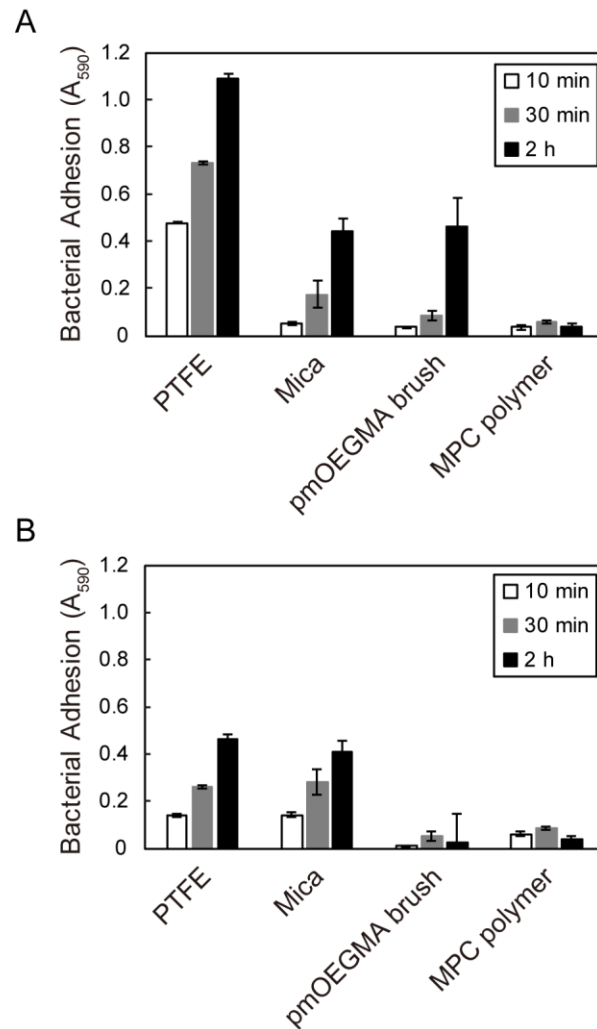 A
Bacterial Adhesion (A590)
1.2
1.0
0.8
0.6
0.4
0.2
0
10 min
30 min
2 h
PTFE
Mica
pmOEGMA brush
MPC polymer
B
Bacterial Adhesion (A590)
1.2
1.0
0.8
0.6
0.4
0.2
0
10 min
30 min
2 h
PTFE
Mica
pmOEGMA brush
MPC polymer